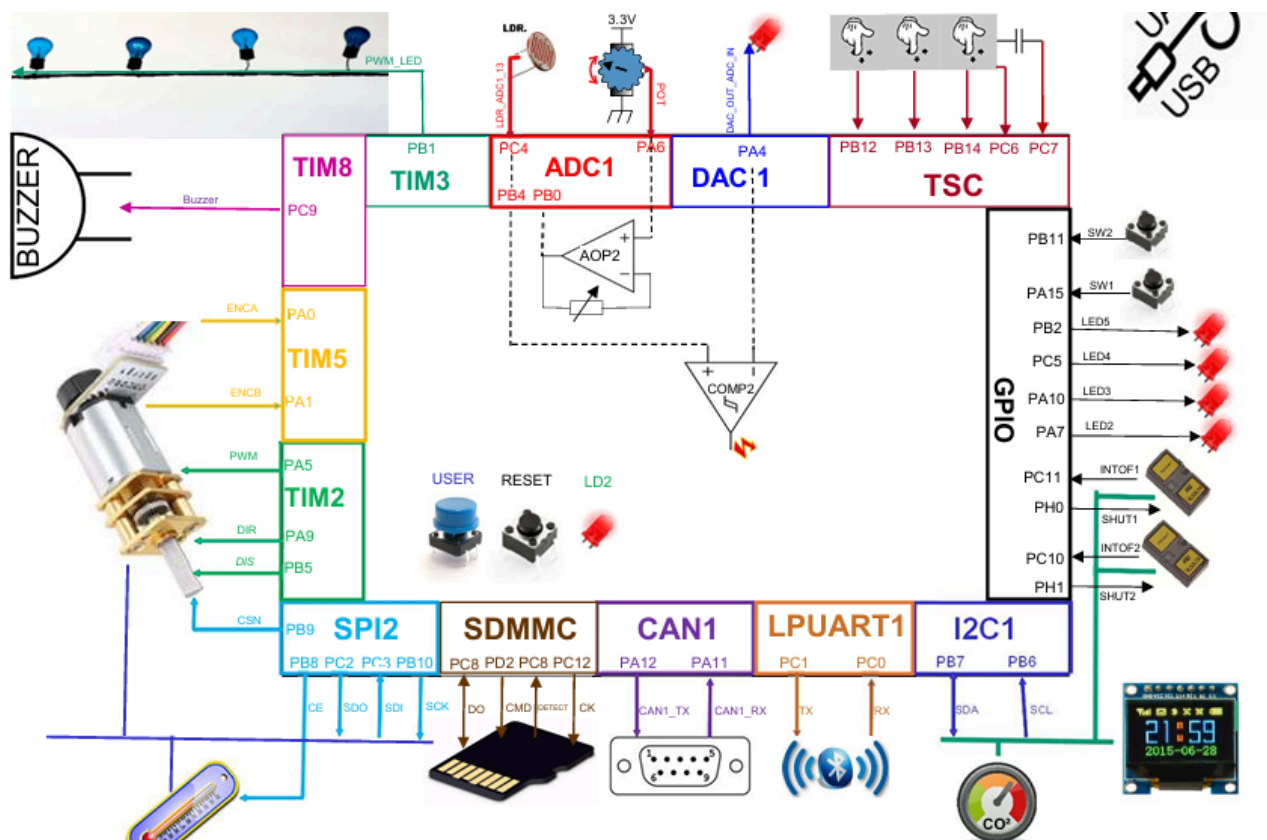 LDR.
3.3V
UA
USB
PWM_LED
LDR_ADC1_13
POT
DAC_OUT_ADC_IN
BUZZER
TIM8
PB1
TIM3
PC4
PA6
ADC1
PB4 PB0
PA4
DAC 1
PB12 PB13 PB14 PC6 PC7
TSC
Buzzer
PC9
AOP2
+
−
PB11
SW2
PA15
SW1
PB2
LED5
PC5
LED4
PA10
LED3
PA7
LED2
GPIO
ENCA
PA0
TIM5
ENCB
PA1
+
COMP2
PWM
PA5
TIM2
DIR
PA9
DIS
PB5
USER
RESET
LD2
PC11
INTOF1
PH0
SHUT1
PC10
INTOF2
PH1
SHUT2
CSN
PB9
SPI2
SDMMC
CAN1
LPUART1
I2C1
PB8 PC2 PC3 PB10
PC8 PD2 PC8 PC12
PA12 PA11
PC1 PC0
PB7 PB6
CE SDO SDI SCK
DO CMD DETECT CK
CAN1_TX CAN1_RX
TX RX
SDA SCL
1 5
6 9
21:59
2015-06-28
CO²